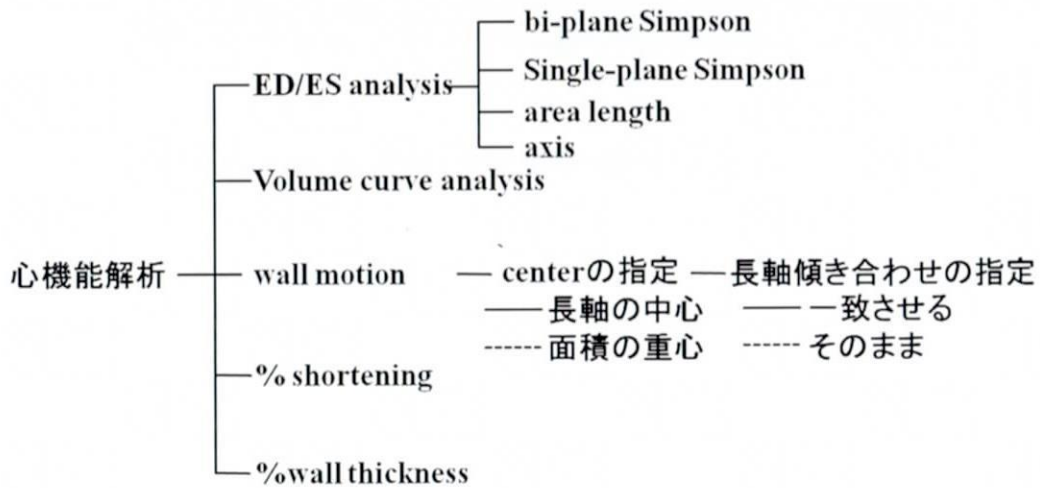 bi-plane Simpson
ED/ES analysis
Single-plane Simpson
area length
axis
Volume curve analysis
心機能解析
wall motion
centerの指定
長軸傾き合わせの指定
長軸の中心
一致させる
面積の重心
そのまま
% shortening
%wall thickness